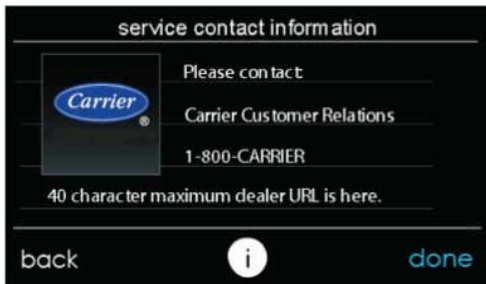 service contact information
Please contact:
Carrier
®
Carrier Customer Relations
1-800-CARRIER
40 character maximum dealer URL is here.
back
i
done